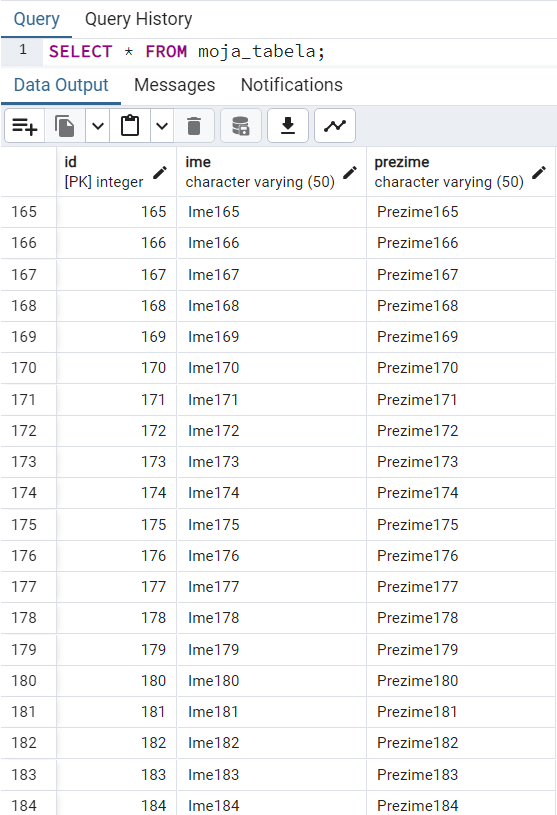 Query Query History
1 SELECT * FROM moja_tabela;
Data Output Messages Notifications
id ime prezime
[PK] integer character varying (50) character varying (50)
165 165 Ime165 Prezime165
166 166 Ime166 Prezime166
167 167 Ime167 Prezime167
168 168 Ime168 Prezime168
169 169 Ime169 Prezime169
170 170 Ime170 Prezime170
171 171 Ime171 Prezime171
172 172 Ime172 Prezime172
173 173 Ime173 Prezime173
174 174 Ime174 Prezime174
175 175 Ime175 Prezime175
176 176 Ime176 Prezime176
177 177 Ime177 Prezime177
178 178 Ime178 Prezime178
179 179 Ime179 Prezime179
180 180 Ime180 Prezime180
181 181 Ime181 Prezime181
182 182 Ime182 Prezime182
183 183 Ime183 Prezime183
184 184 Ime184 Prezime184